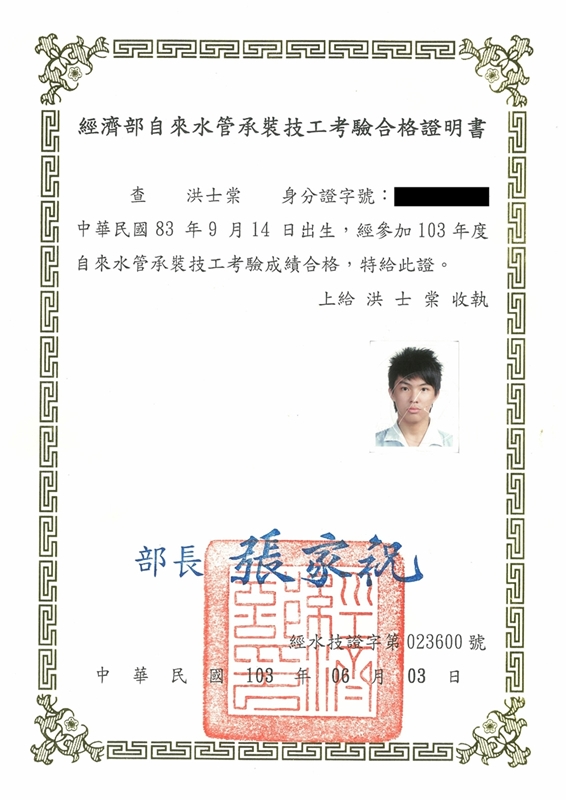 經濟部自來水管承裝技工考驗合格證明書
查 洪士棠 身分證字號：
中華民國 83 年 9 月 14 日出生，經參加 103 年度
自來水管承裝技工考驗成績合格，特給此證。
上給 洪士棠 收執
部長 張家祝
經水技證字第 023600 號
中華民國 103 年 06 月 03 日